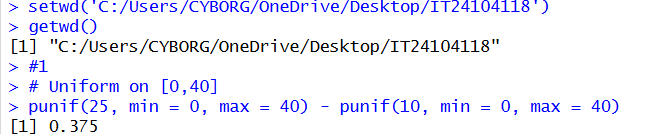 > setwd('C:/Users/CYBORG/OneDrive/Desktop/IT24104118')
> getwd()
[1] "C:/Users/CYBORG/OneDrive/Desktop/IT24104118"
> #1
> # Uniform on [0,40]
> punif(25, min = 0, max = 40) - punif(10, min = 0, max = 40)
[1] 0.375